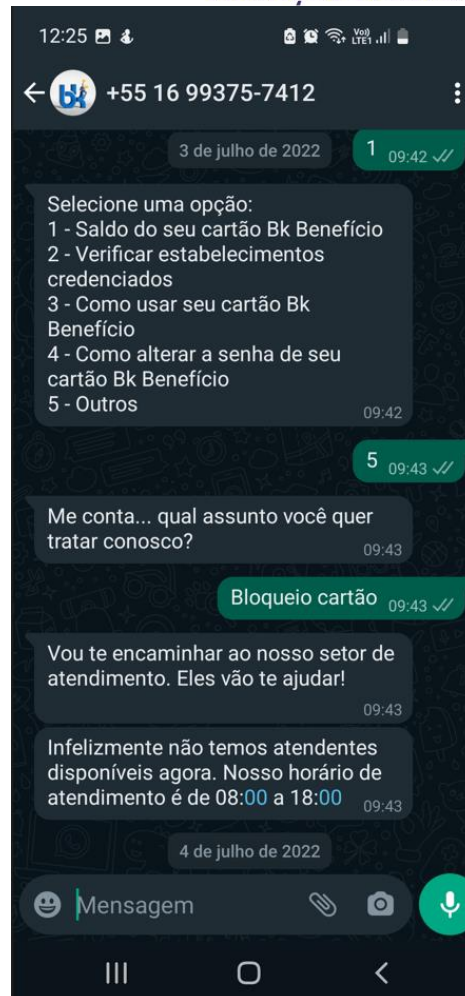 12:25
Vo))
LTE1
bk
+55 16 99375-7412
3 de julho de 2022
1 09:42
Selecione uma opção:
1 - Saldo do seu cartão Bk Benefício
2 - Verificar estabelecimentos
credenciados
3 - Como usar seu cartão Bk
Benefício
4 - Como alterar a senha de seu
cartão Bk Benefício
5 - Outros
09:42
5 09:43
Me conta... qual assunto você quer
tratar conosco?
09:43
Bloqueio cartão 09:43
Vou te encaminhar ao nosso setor de
atendimento. Eles vão te ajudar!
09:43
Infelizmente não temos atendentes
disponíveis agora. Nosso horário de
atendimento é de 08:00 a 18:00 09:43
4 de julho de 2022
Mensagem